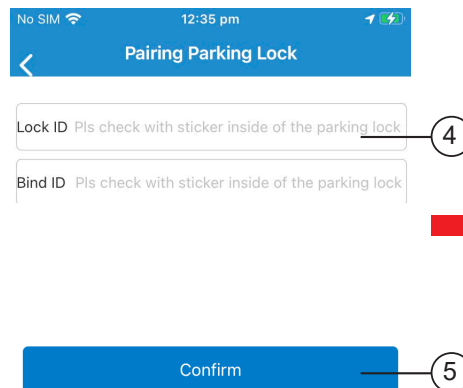 No SIM 12:35 pm
Pairing Parking Lock
Lock ID Pls check with sticker inside of the parking lock
4
Bind ID Pls check with sticker inside of the parking lock
Confirm
5